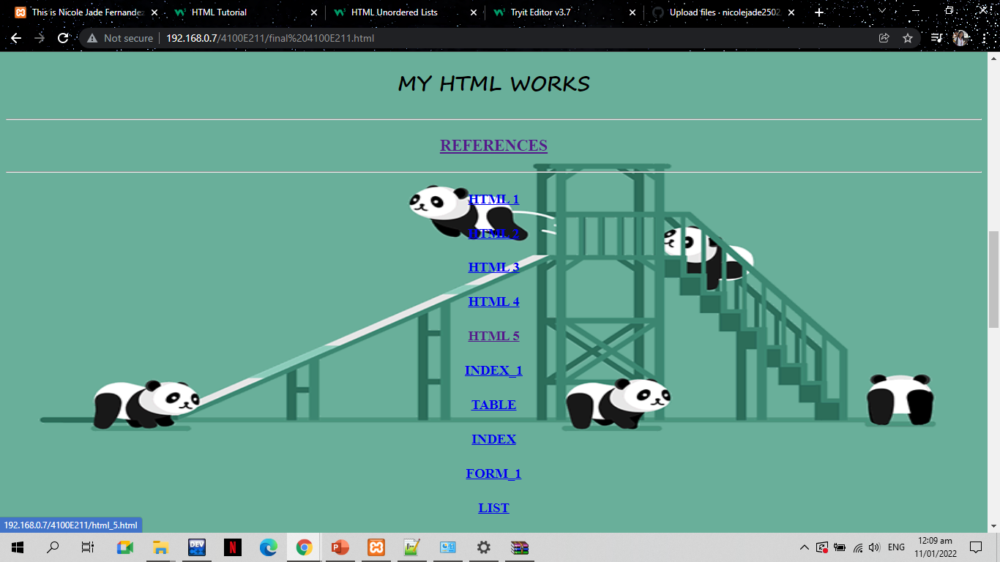 This is Nicole Jade Fernandez
HTML Tutorial
HTML Unordered Lists
Tryit Editor v3.7
Upload files · nicolejade2502
Not secure
192.168.0.7/4100E211/final%204100E211.html
MY HTML WORKS
REFERENCES
HTML 1
HTML 2
HTML 3
HTML 4
HTML 5
INDEX_1
TABLE
INDEX
FORM_1
LIST
192.168.0.7/4100E211/html_5.html
DEV
N
P
ENG
12:09 am
11/01/2022